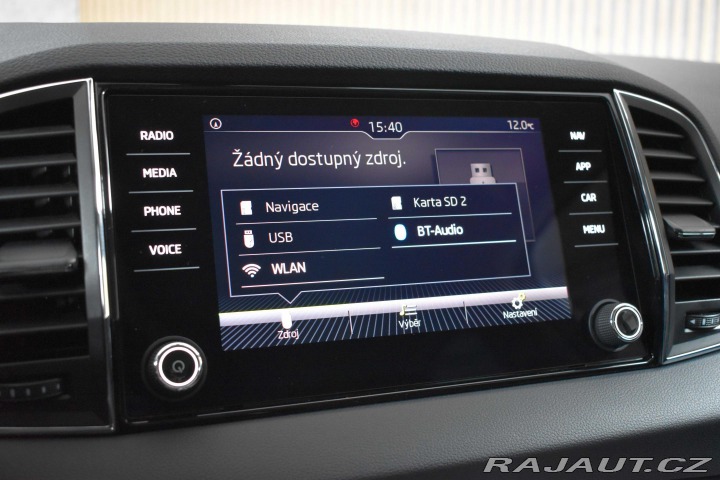 15:40
12.0°C
Žádný dostupný zdroj.
Navigace
Karta SD 2
USB
BT-Audio
WLAN
Zdroj
Výběr
Nastavení
RADIO
MEDIA
PHONE
VOICE
NAV
APP
CAR
MENU
RAJAUT.CZ